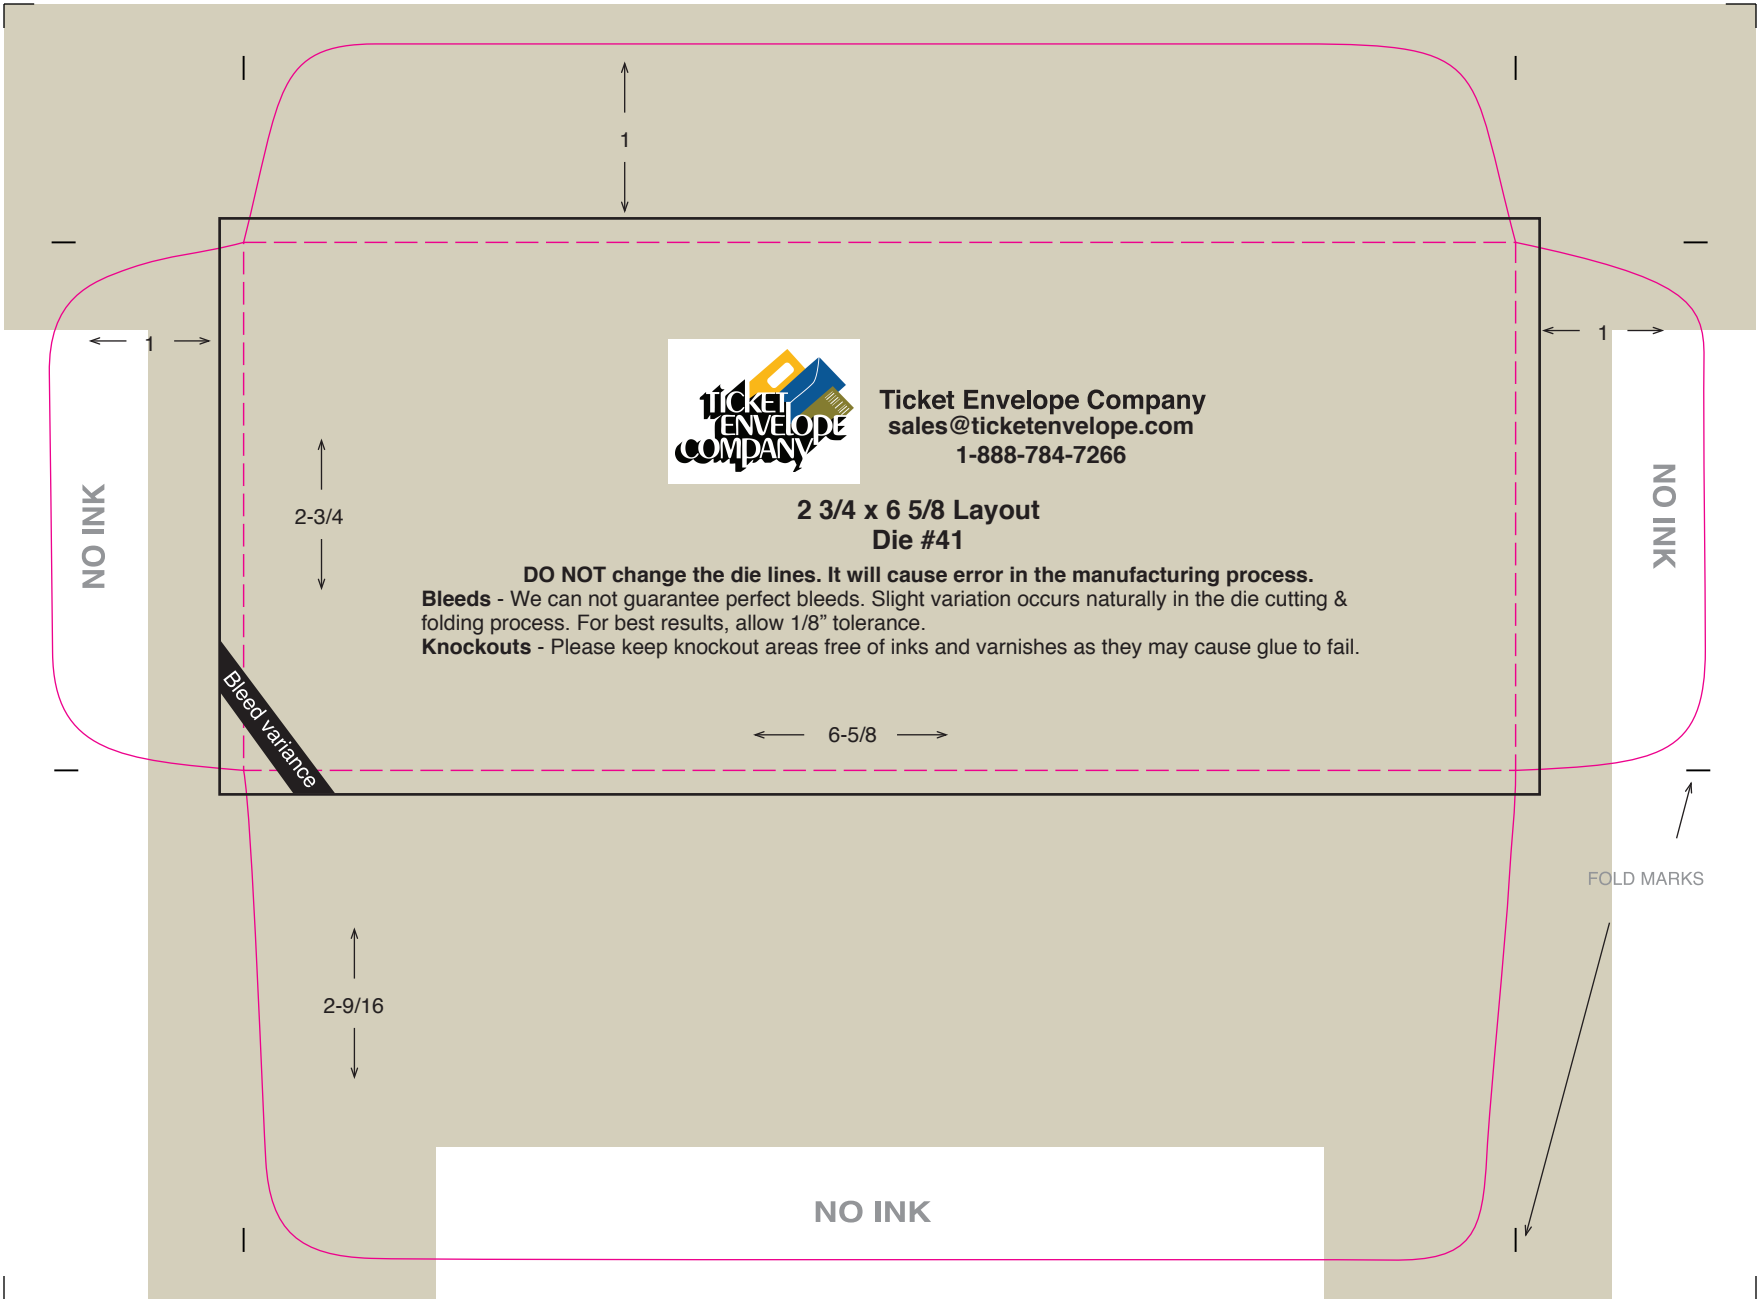 1
1
1
TICKET
ENVELOPE
COMPANY
Ticket Envelope Company
sales@ticketenvelope.com
1-888-784-7266
NO INK
NO INK
2-3/4
2 3/4 x 6 5/8 Layout
Die #41
DO NOT change the die lines. It will cause error in the manufacturing process.
Bleeds - We can not guarantee perfect bleeds. Slight variation occurs naturally in the die cutting &
folding process. For best results, allow 1/8” tolerance.
Knockouts - Please keep knockout areas free of inks and varnishes as they may cause glue to fail.
Bleed variance
6-5/8
FOLD MARKS
2-9/16
NO INK